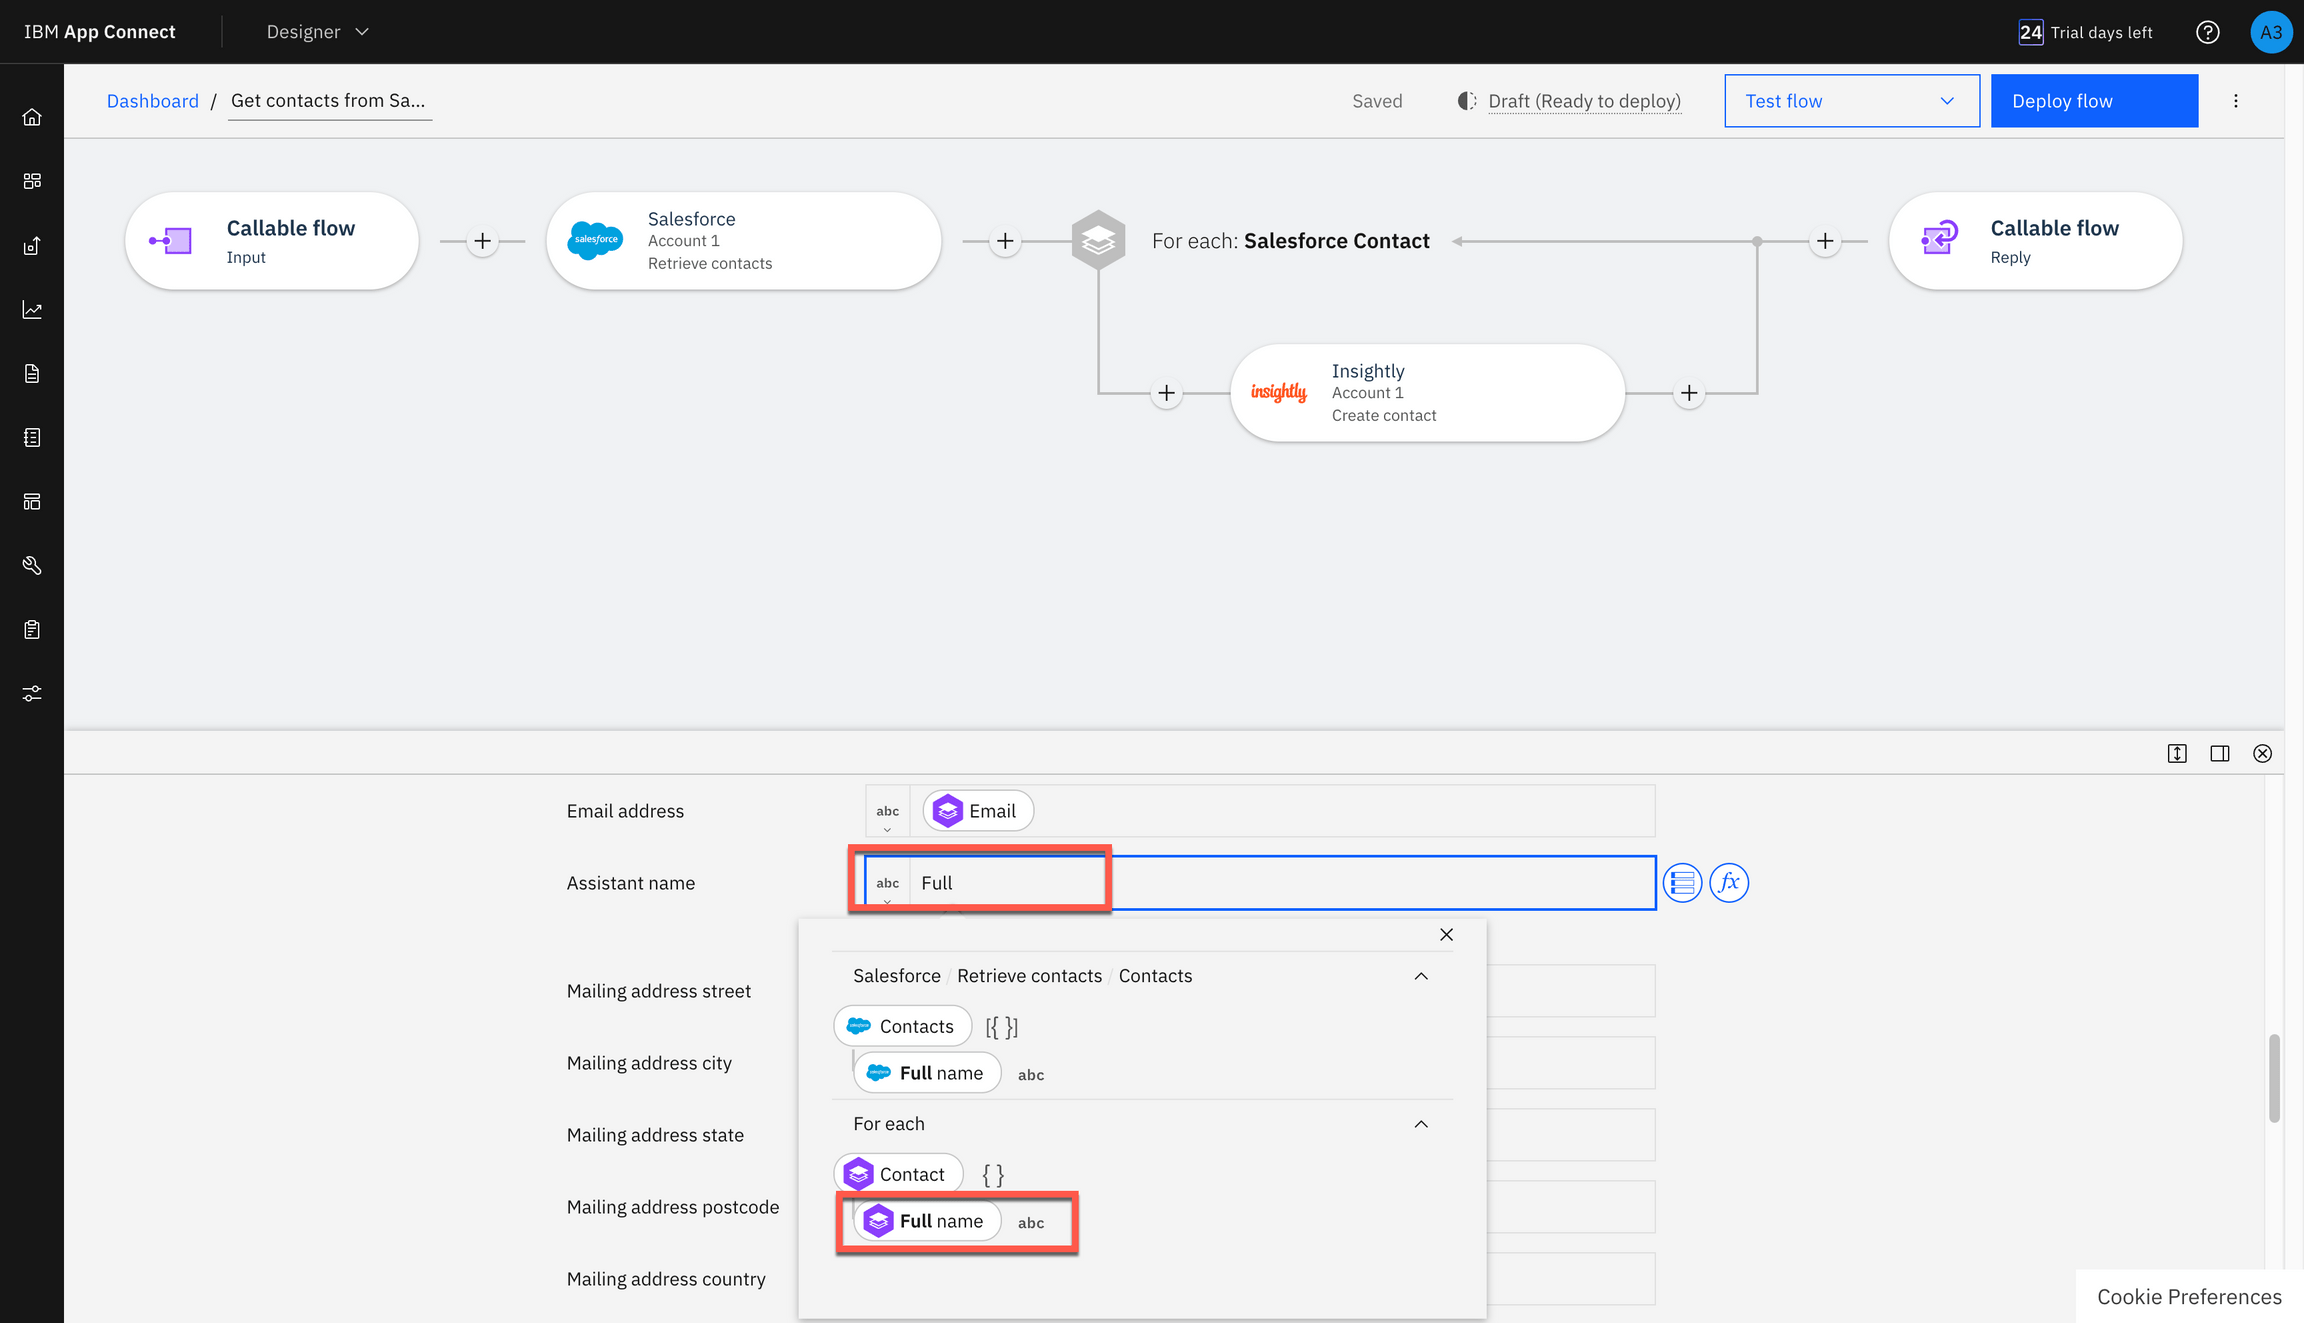 IBM App Connect
Designer
24 Trial days left
A3
Dashboard / Get contacts from Sa...
Saved
Draft (Ready to deploy)
Test flow
Deploy flow
Callable flow
Input
salesforce
Salesforce
Account 1
Retrieve contacts
For each: Salesforce Contact
Callable flow
Reply
insightly
Insightly
Account 1
Create contact
Email address
abc
Email
Assistant name
abc
Full
fx
Salesforce / Retrieve contacts / Contacts
Contacts [{ }]
Full name abc
For each
Contact { }
Full name abc
Mailing address street
Mailing address city
Mailing address state
Mailing address postcode
Mailing address country
Cookie Preferences